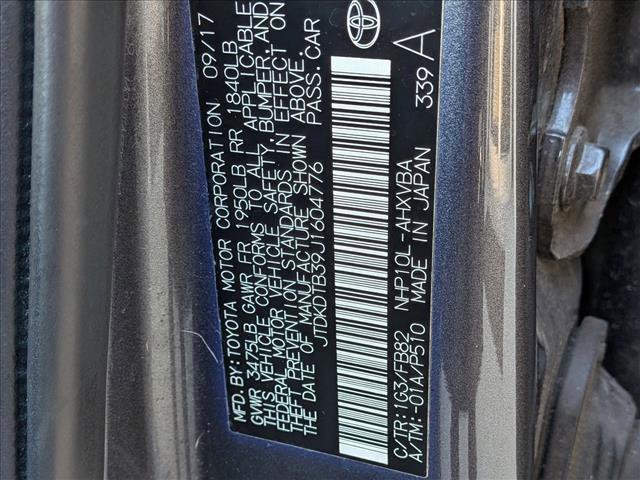 MFD. BY: TOYOTA MOTOR CORPORATION 09/17
GVWR 3475LB GAWR FR 1950LB RR 1840LB
THIS VEHICLE CONFORMS TO ALL APPLICABLE
FEDERAL MOTOR VEHICLE SAFETY, BUMPER, AND
THEFT PREVENTION STANDARDS IN EFFECT ON
THE DATE OF MANUFACTURE SHOWN ABOVE.
JTDKDTB39J1604776 PASS. CAR
C/TR: 1G3/FB82 NHP10L-AHXVBA 339 A
A/TM: -01A/P510 MADE IN JAPAN